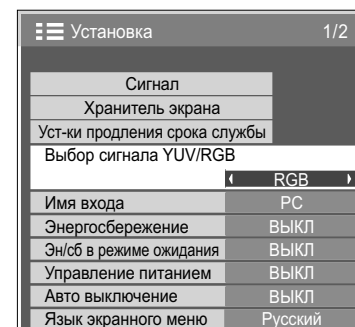 Установка 1/2
Сигнал
Хранитель экрана
Уст-ки продления срока службы
Выбор сигнала YUV/RGB
RGB
Имя входа PC
Энергосбережение ВЫКЛ
Эн/сб в режиме ожидания ВЫКЛ
Управление питанием ВЫКЛ
Авто выключение ВЫКЛ
Язык экранного меню Русский